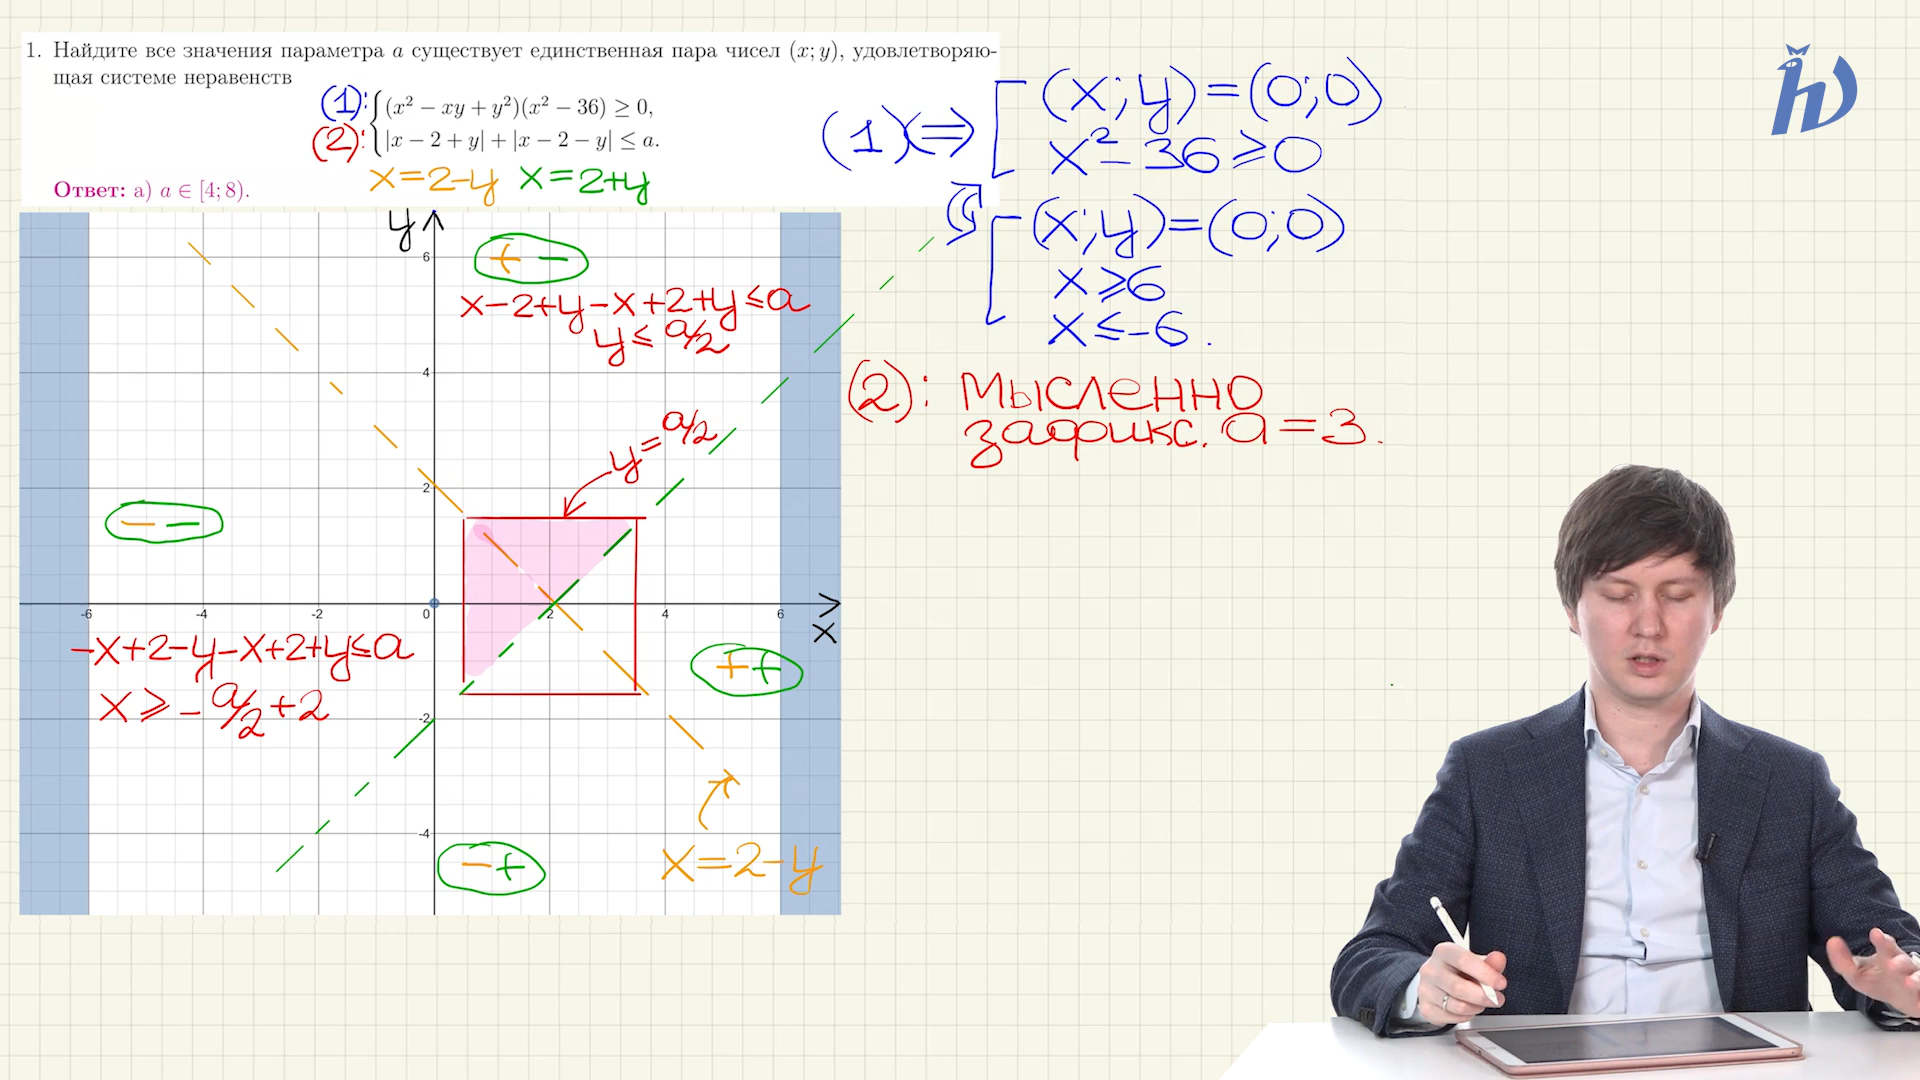 1. Найдите все значения параметра a существует единственная пара чисел (x; y), удовлетворяю-
щая системе неравенств
(1): (x² − xy + y²)(x² − 36) ≥ 0,
(2): |x − 2 + y| + |x − 2 − y| ≤ a.
x=2-y x=2+y
Ответ: а) a ∈ [4; 8).
(1) ⇔ [ (x;y)=(0;0)
x²-36≥0
⇔ [ (x;y)=(0;0)
x≥6
x≤-6.
(2): мысленно
зафикс. a=3.
y
+ −
6
x-2+y-x+2+y≤a
y≤a/2
4
y=a/2
2
− −
-6 -4 -2 0 2 4 6
x
-x+2-y-x+2+y≤a
x≥-a/2+2
+ +
-2
-4
− +
x=2-y